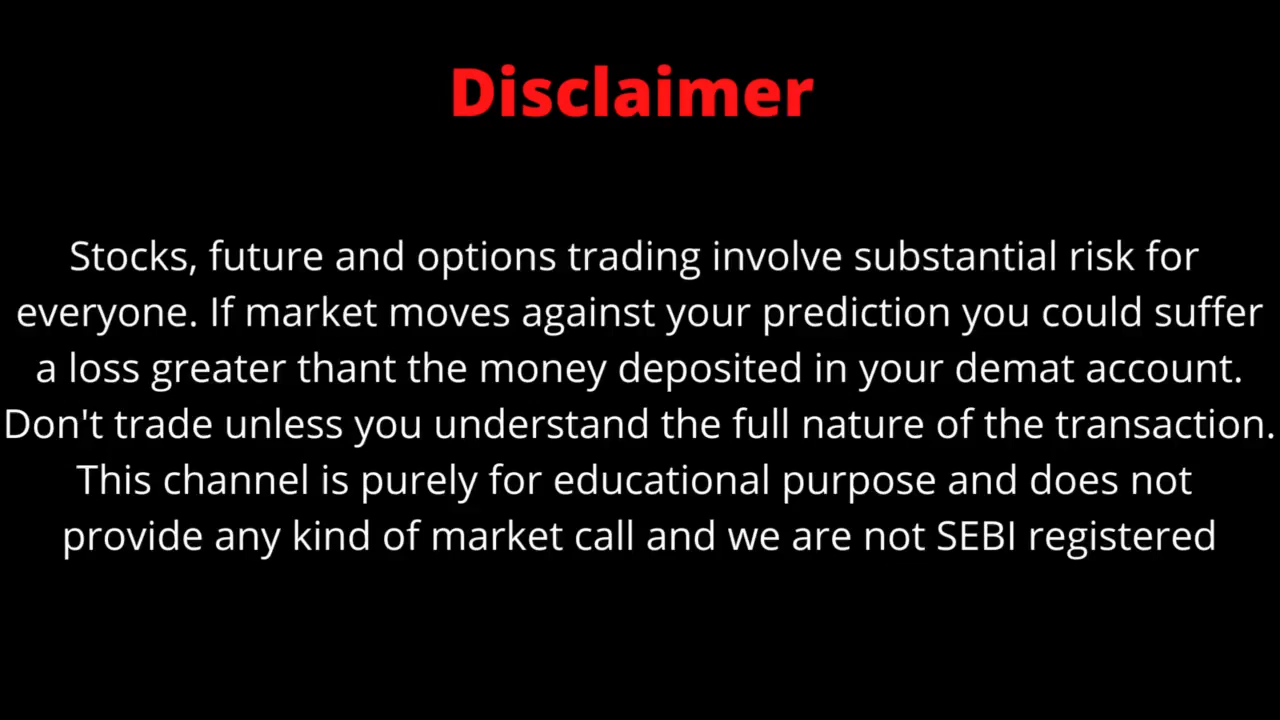 Disclaimer
Stocks, future and options trading involve substantial risk for
everyone. If market moves against your prediction you could suffer
a loss greater thant the money deposited in your demat account.
Don't trade unless you understand the full nature of the transaction.
This channel is purely for educational purpose and does not
provide any kind of market call and we are not SEBI registered